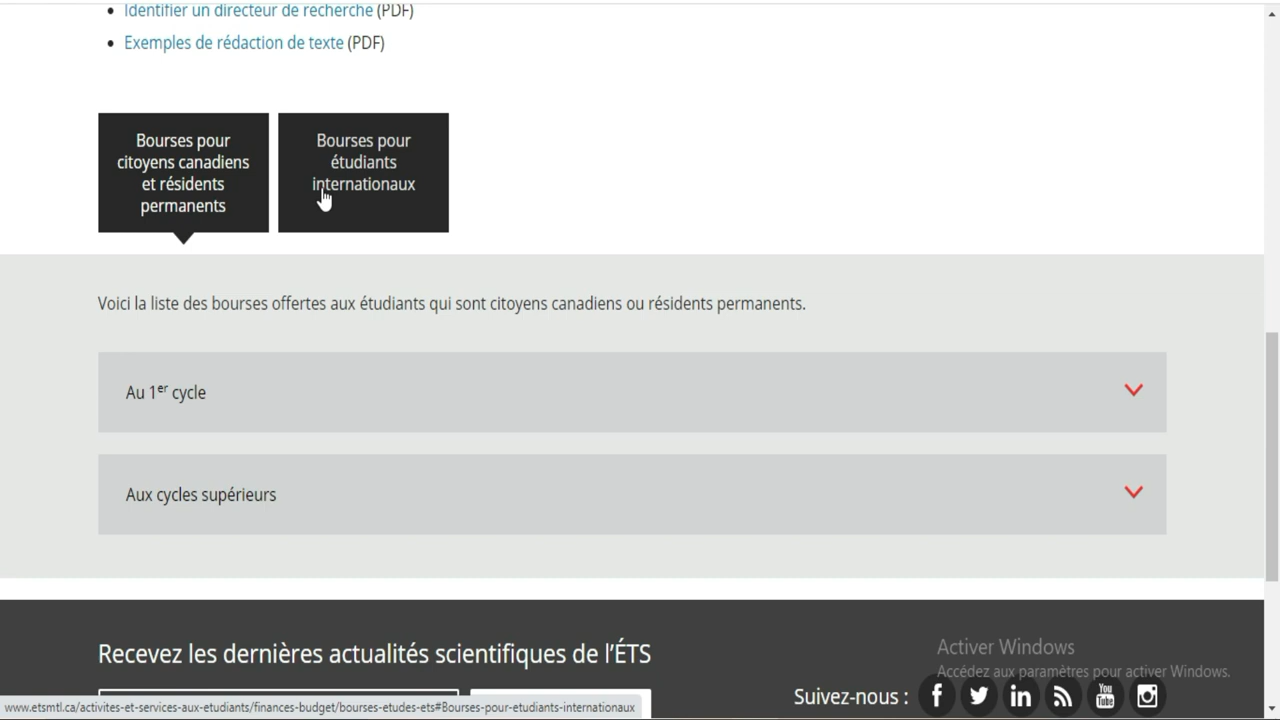 Identifier un directeur de recherche (PDF)
Exemples de rédaction de texte (PDF)
Bourses pour
citoyens canadiens
et résidents
permanents
Bourses pour
étudiants
internationaux
Voici la liste des bourses offertes aux étudiants qui sont citoyens canadiens ou résidents permanents.
Au 1er cycle
Aux cycles supérieurs
Recevez les dernières actualités scientifiques de l'ÉTS
Activer Windows
Accédez aux paramètres pour activer Windows.
Suivez-nous :
You
Tube
www.etsmtl.ca/activites-et-services-aux-etudiants/finances-budget/bourses-etudes-ets#Bourses-pour-etudiants-internationaux